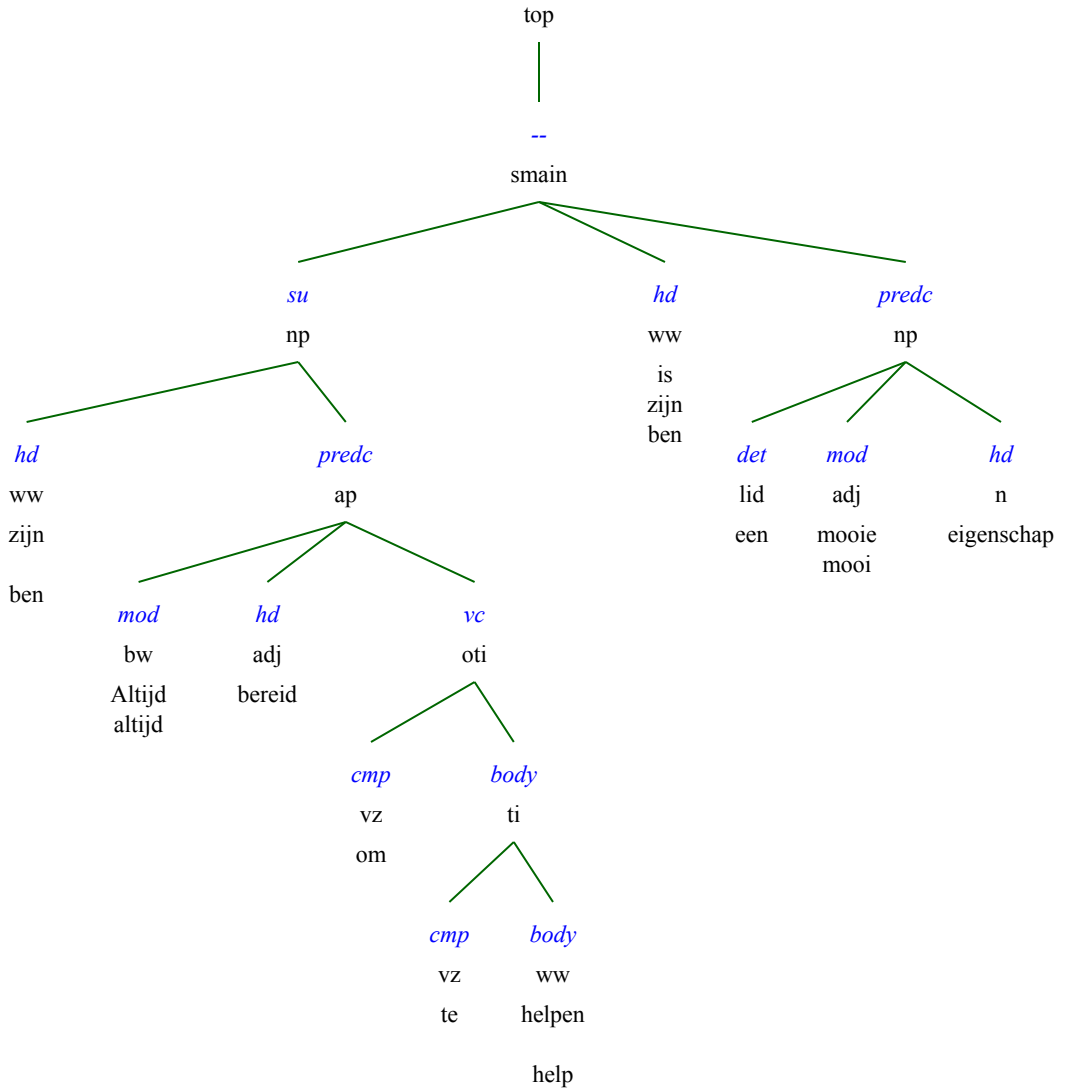 top
--
smain
su hd predc
np ww np
is
zijn
ben
hd predc det mod hd
ww ap lid adj n
zijn een mooie eigenschap
mooi
ben
mod hd vc
bw adj oti
Altijd bereid
altijd
cmp body
vz ti
om
cmp body
vz ww
te helpen
help